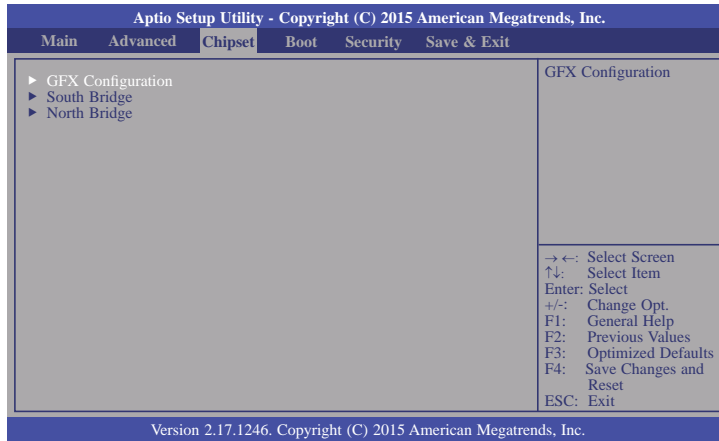 Aptio Setup Utility - Copyright (C) 2015 American Megatrends, Inc.
Main Advanced Chipset Boot Security Save & Exit
► GFX Configuration
► South Bridge
► North Bridge
GFX Configuration
→←: Select Screen
↑↓: Select Item
Enter: Select
+/-: Change Opt.
F1: General Help
F2: Previous Values
F3: Optimized Defaults
F4: Save Changes and
Reset
ESC: Exit
Version 2.17.1246. Copyright (C) 2015 American Megatrends, Inc.